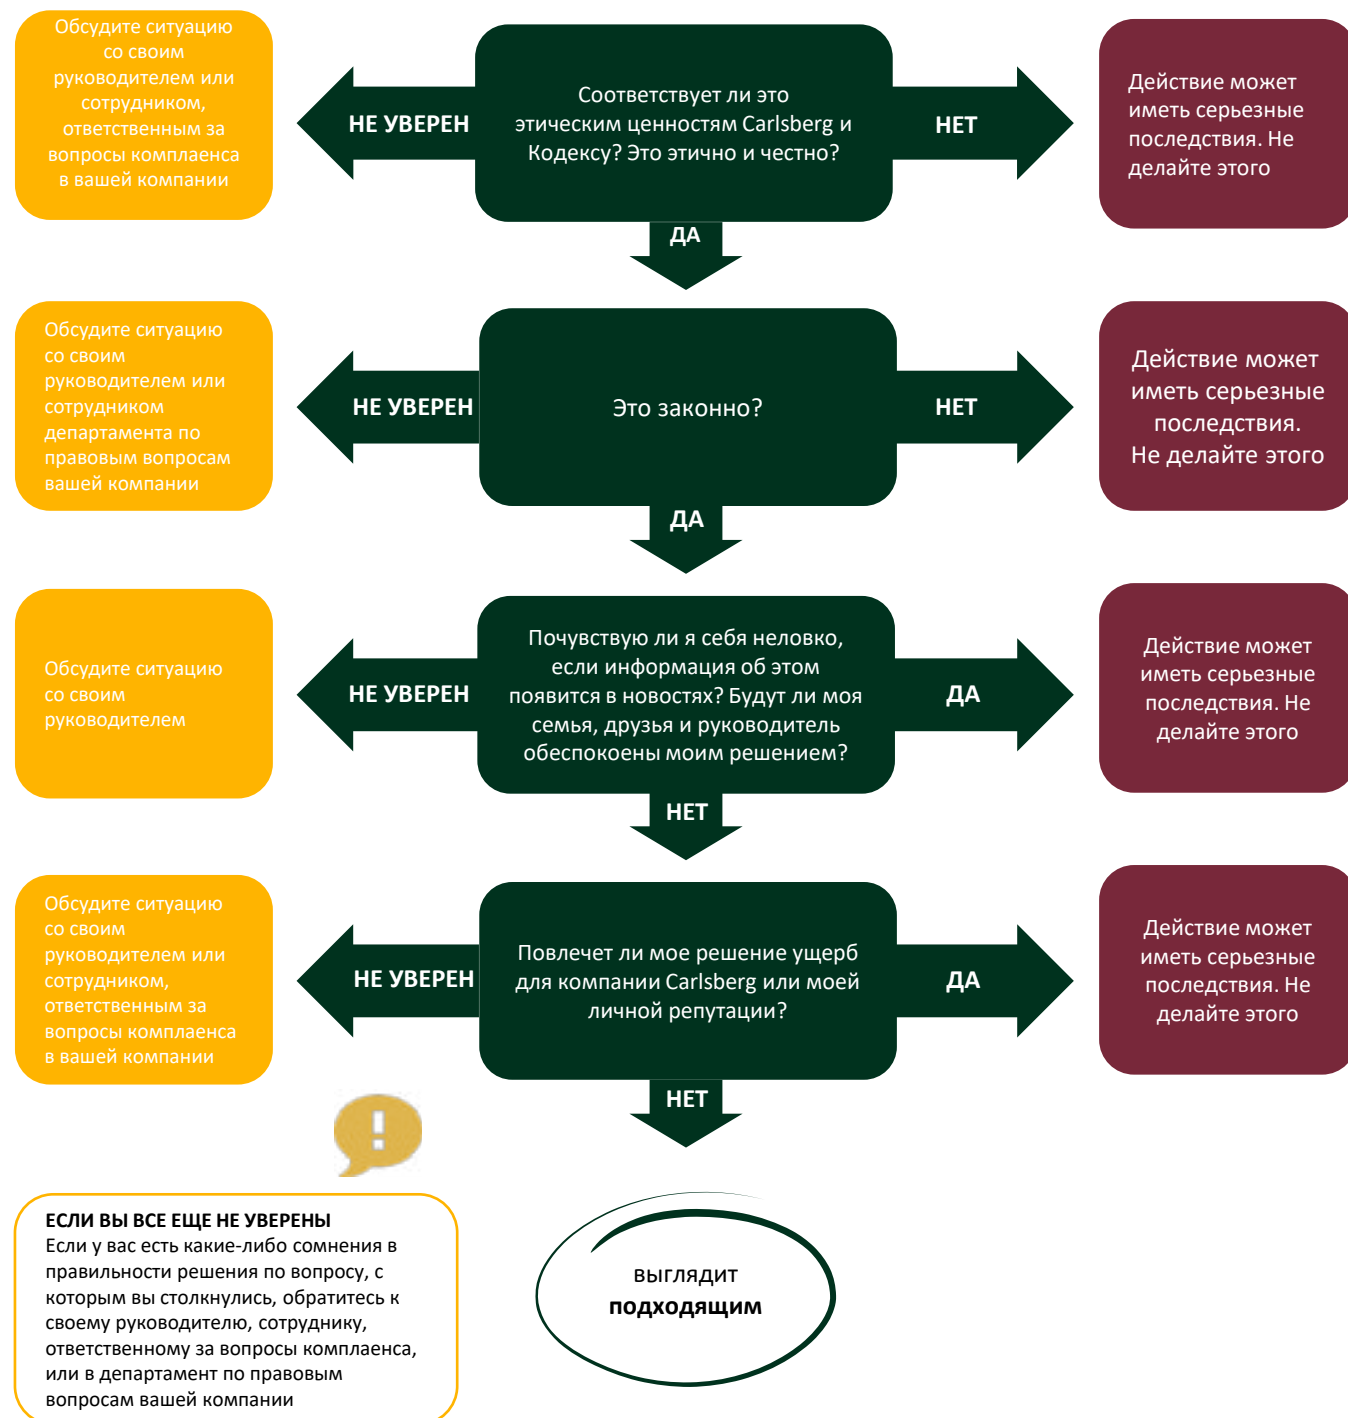 Обсудите ситуацию
со своим
руководителем или
сотрудником,
ответственным за
вопросы комплаенса
в вашей компании
НЕ УВЕРЕН
Соответствует ли это
этическим ценностям Carlsberg и
Кодексу? Это этично и честно?
НЕТ
Действие может
иметь серьезные
последствия. Не
делайте этого
ДА
Обсудите ситуацию
со своим
руководителем или
сотрудником
департамента по
правовым вопросам
вашей компании
НЕ УВЕРЕН
Это законно?
НЕТ
Действие может
иметь серьезные
последствия.
Не делайте этого
ДА
Обсудите ситуацию
со своим
руководителем
НЕ УВЕРЕН
Почувствую ли я себя неловко,
если информация об этом
появится в новостях? Будут ли моя
семья, друзья и руководитель
обеспокоены моим решением?
ДА
Действие может
иметь серьезные
последствия. Не
делайте этого
НЕТ
Обсудите ситуацию
со своим
руководителем или
сотрудником,
ответственным за
вопросы комплаенса
в вашей компании
НЕ УВЕРЕН
Повлечет ли мое решение ущерб
для компании Carlsberg или моей
личной репутации?
ДА
Действие может
иметь серьезные
последствия. Не
делайте этого
НЕТ
!
ЕСЛИ ВЫ ВСЕ ЕЩЕ НЕ УВЕРЕНЫ
Если у вас есть какие-либо сомнения в
правильности решения по вопросу, с
которым вы столкнулись, обратитесь к
своему руководителю, сотруднику,
ответственному за вопросы комплаенса,
или в департамент по правовым
вопросам вашей компании
выглядит
подходящим